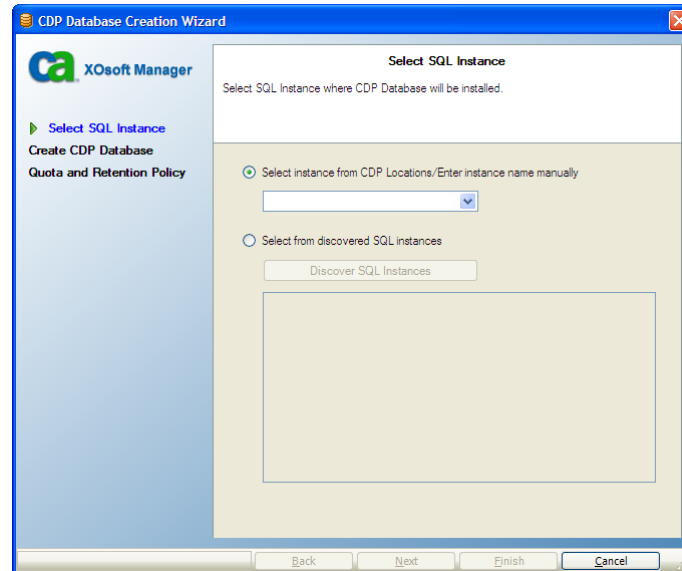 CDP Database Creation Wizard
ca
XOsoft Manager
Select SQL Instance
Create CDP Database
Quota and Retention Policy
Select SQL Instance
Select SQL Instance where CDP Database will be installed.
Select instance from CDP Locations/Enter instance name manually
Select from discovered SQL instances
Discover SQL Instances
Back Next Finish Cancel